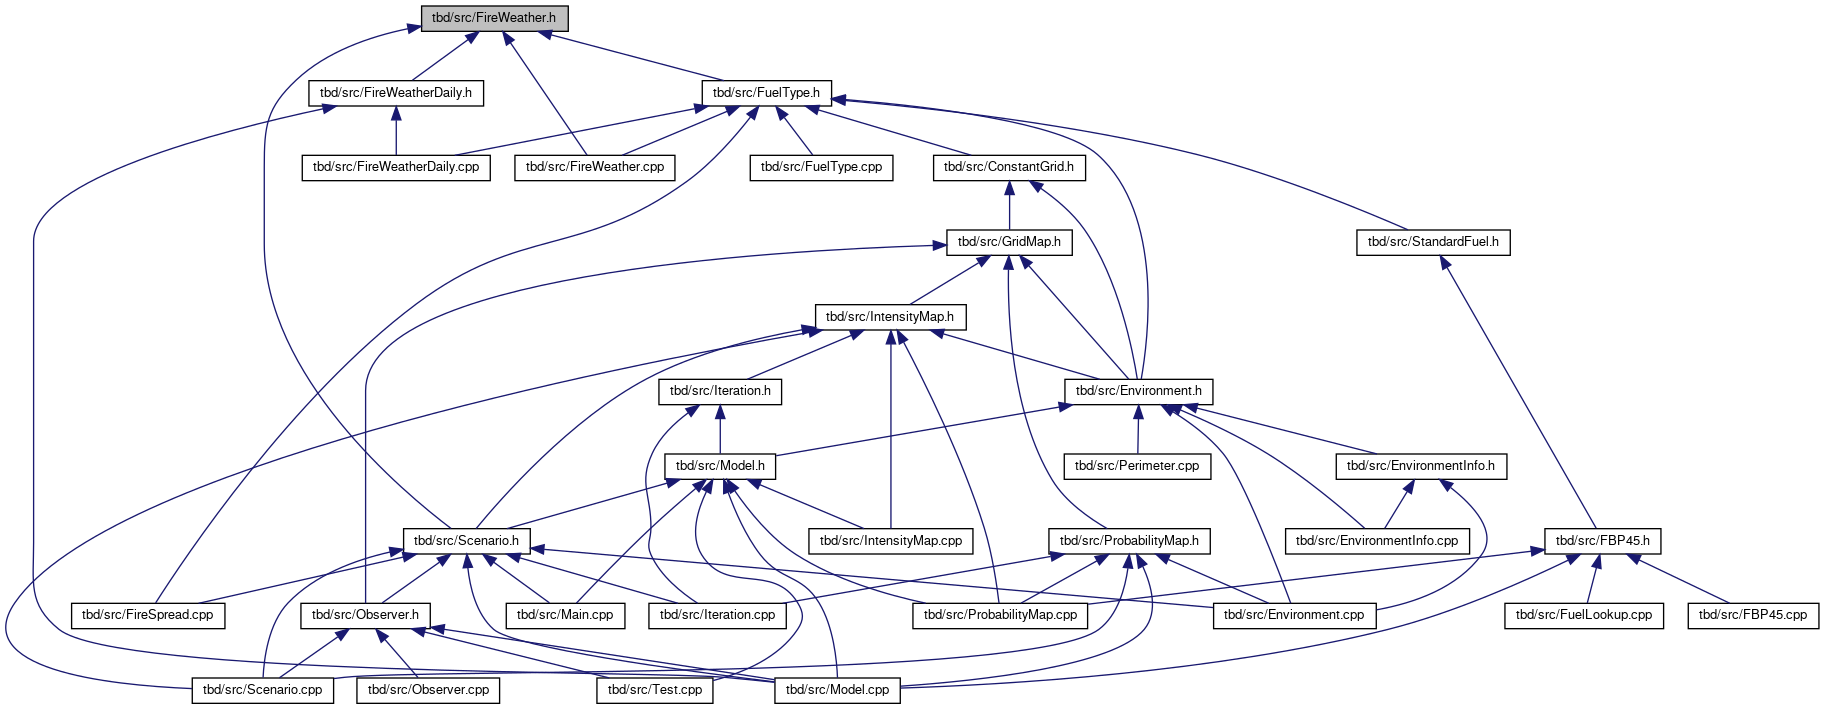 tbd/src/FireWeather.h
tbd/src/FireWeatherDaily.h
tbd/src/FuelType.h
tbd/src/FireWeatherDaily.cpp
tbd/src/FireWeather.cpp
tbd/src/FuelType.cpp
tbd/src/ConstantGrid.h
tbd/src/GridMap.h
tbd/src/StandardFuel.h
tbd/src/IntensityMap.h
tbd/src/Iteration.h
tbd/src/Environment.h
tbd/src/Model.h
tbd/src/Perimeter.cpp
tbd/src/EnvironmentInfo.h
tbd/src/Scenario.h
tbd/src/IntensityMap.cpp
tbd/src/ProbabilityMap.h
tbd/src/EnvironmentInfo.cpp
tbd/src/FBP45.h
tbd/src/FireSpread.cpp
tbd/src/Observer.h
tbd/src/Main.cpp
tbd/src/Iteration.cpp
tbd/src/ProbabilityMap.cpp
tbd/src/Environment.cpp
tbd/src/FuelLookup.cpp
tbd/src/FBP45.cpp
tbd/src/Scenario.cpp
tbd/src/Observer.cpp
tbd/src/Test.cpp
tbd/src/Model.cpp